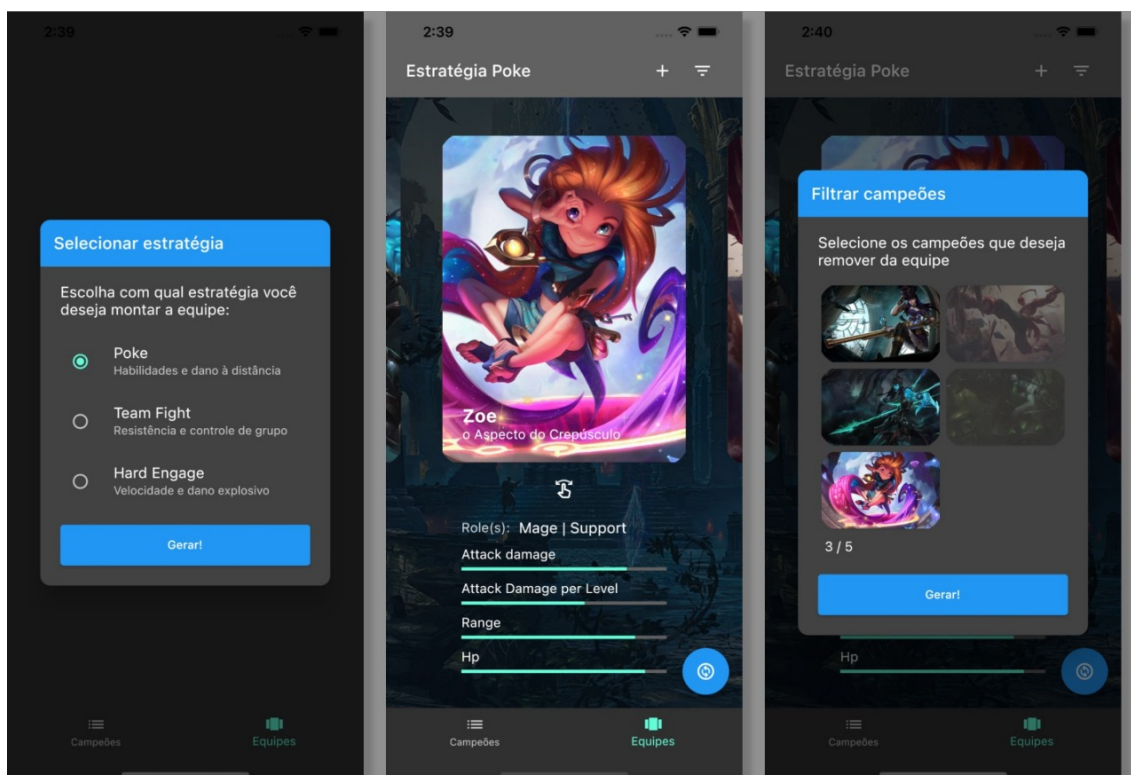 2:39
Selecionar estratégia
Escolha com qual estratégia você
deseja montar a equipe:
Poke
Habilidades e dano à distância
Team Fight
Resistência e controle de grupo
Hard Engage
Velocidade e dano explosivo
Gerar!
Campeões
Equipes
2:39
Estratégia Poke
Zoe
o Aspecto do Crepúsculo
Role(s): Mage | Support
Attack damage
Attack Damage per Level
Range
Hp
Campeões
Equipes
2:40
Estratégia Poke
Filtrar campeões
Selecione os campeões que deseja
remover da equipe
3 / 5
Gerar!
Hp
Campeões
Equipes